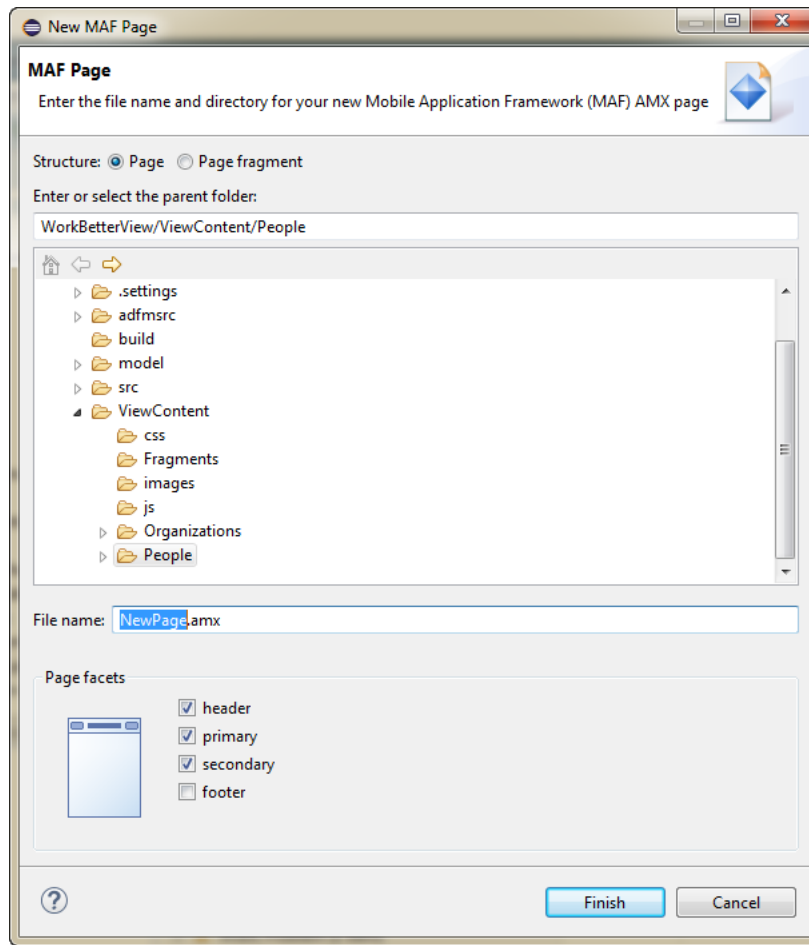 New MAF Page
MAF Page
Enter the file name and directory for your new Mobile Application Framework (MAF) AMX page
Structure: Page Page fragment
Enter or select the parent folder:
WorkBetterView/ViewContent/People
.settings
adfmsrc
build
model
src
ViewContent
css
Fragments
images
js
Organizations
People
File name: NewPage.amx
Page facets
header
primary
secondary
footer
? Finish Cancel